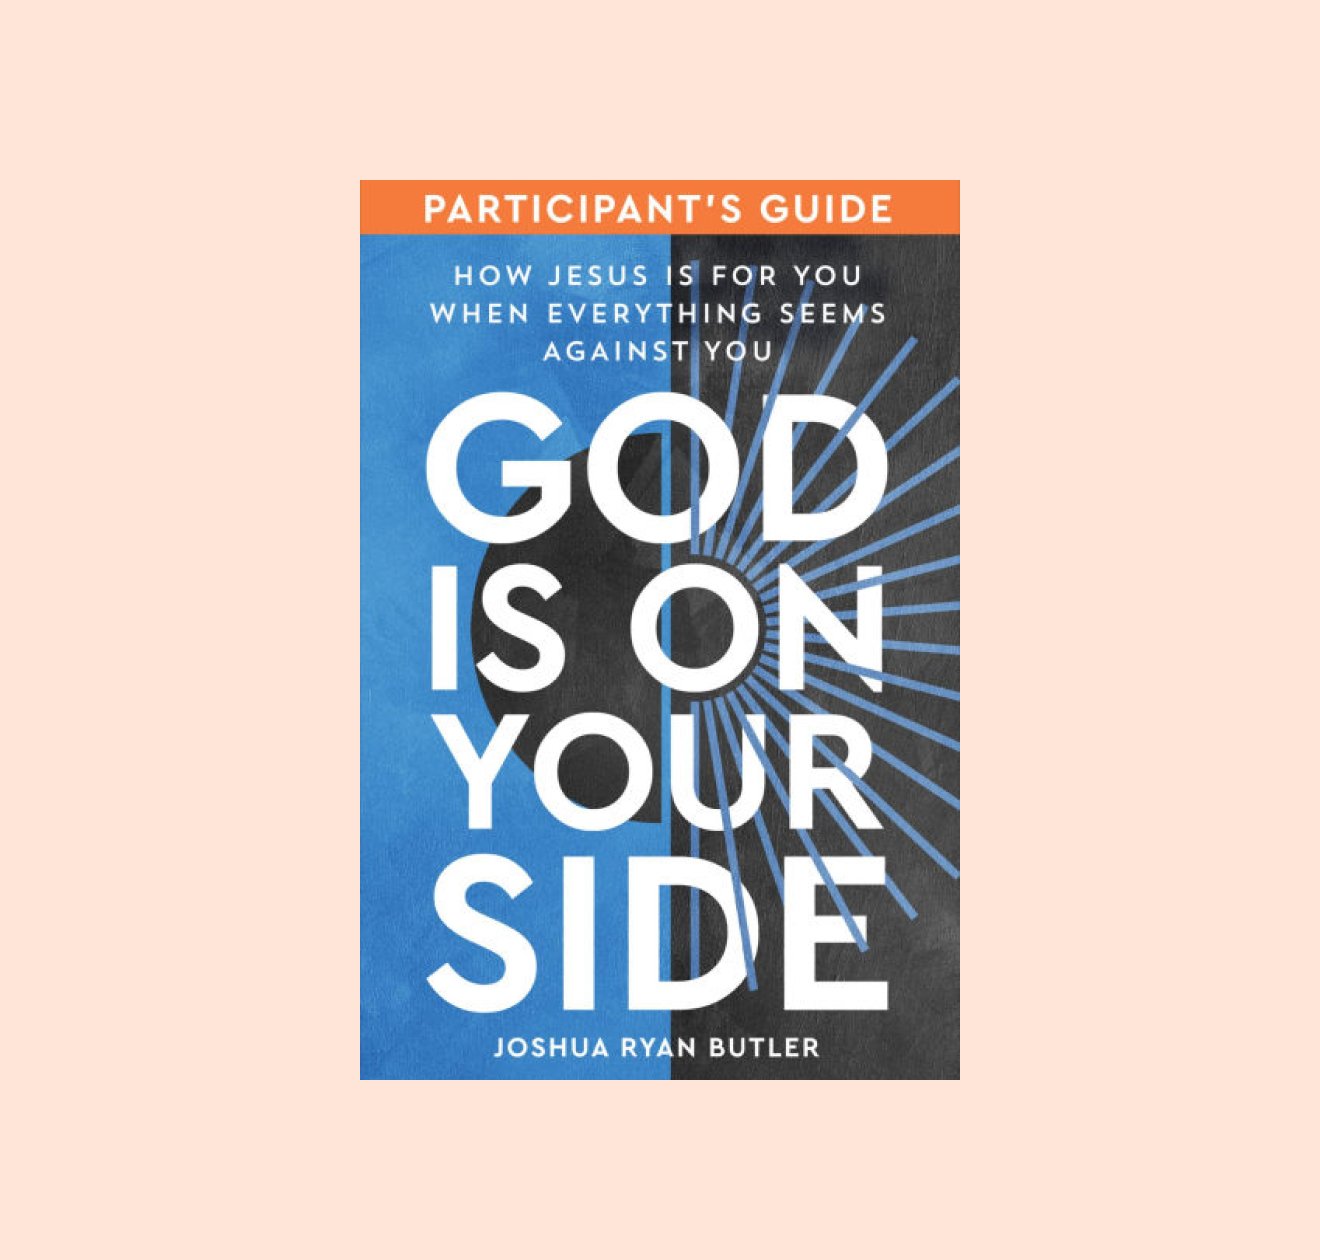 PARTICIPANT'S GUIDE
HOW JESUS IS FOR YOU
WHEN EVERYTHING SEEMS
AGAINST YOU
GOD
IS ON
YOUR
SIDE
JOSHUA RYAN BUTLER